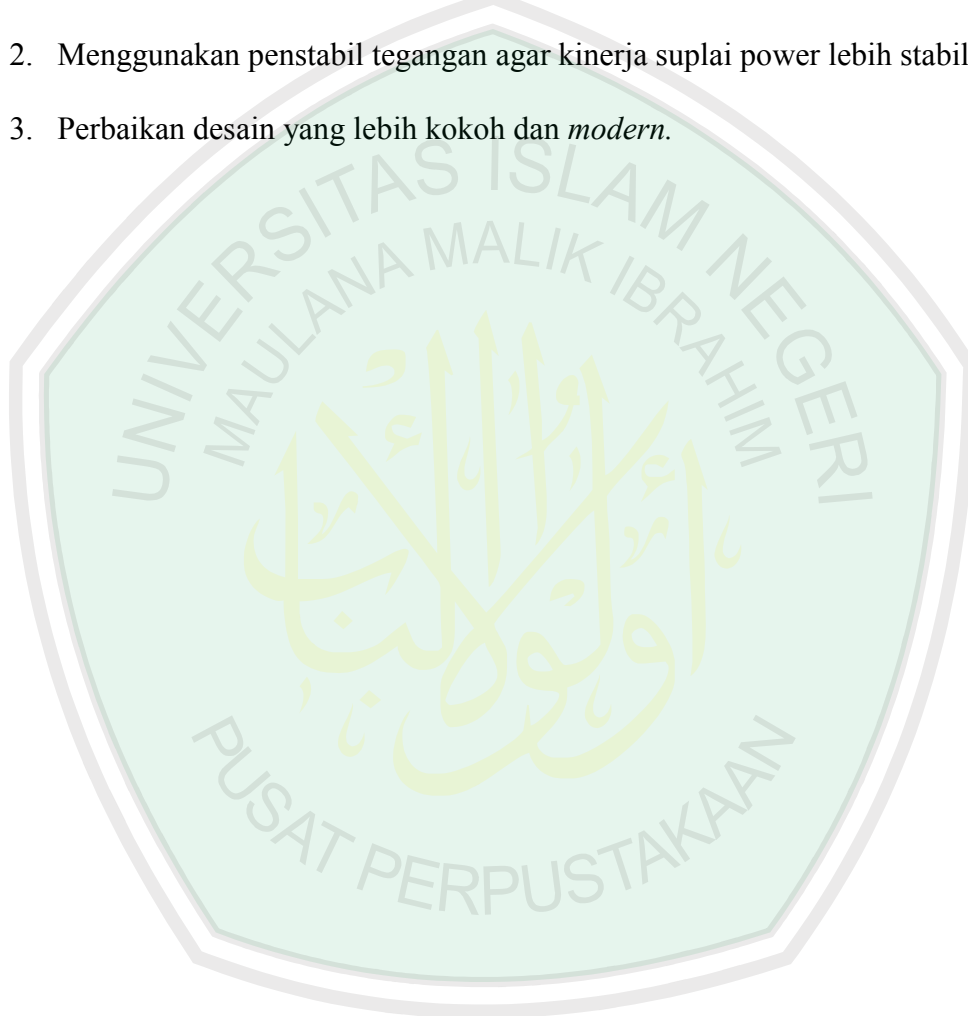 2. Menggunakan penstabil tegangan agar kinerja suplai power lebih stabil
3. Perbaikan desain yang lebih kokoh dan modern.
UNIVERSITAS ISLAM NEGERI
MAULANA MALIK IBRAHIM
PUSAT PERPUSTAKAAN